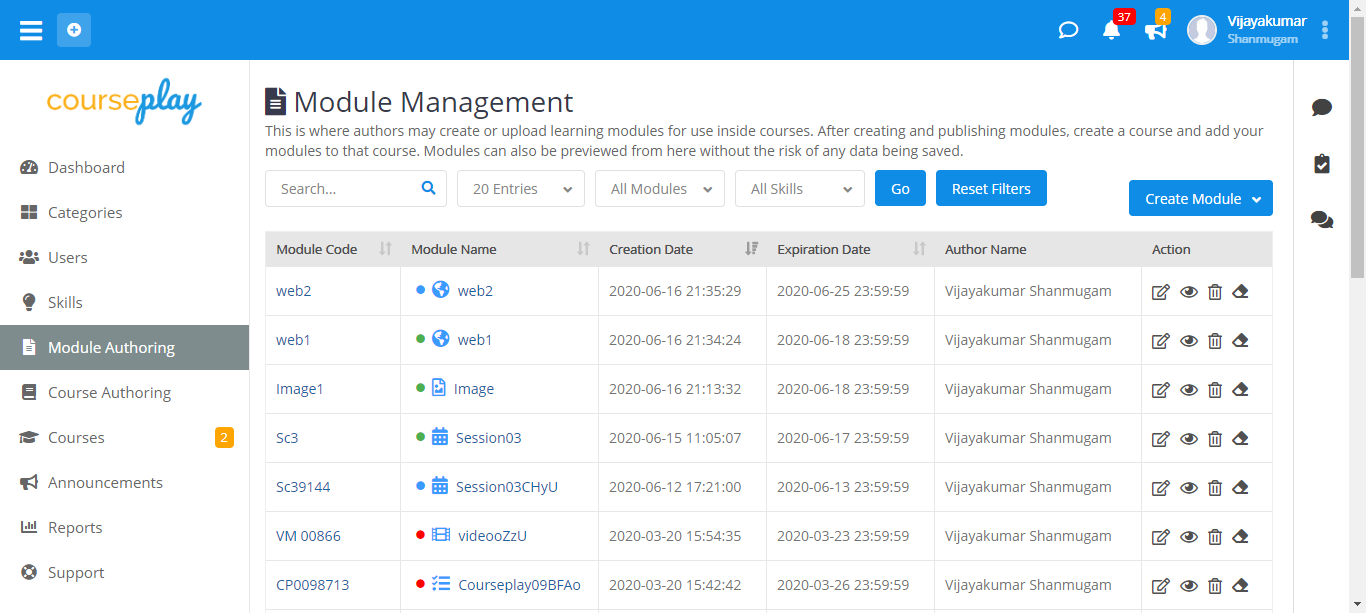 37
4
Vijayakumar
Shanmugam
courseplay
Dashboard
Categories
Users
Skills
Module Authoring
Course Authoring
Courses 2
Announcements
Reports
Support
Module Management
This is where authors may create or upload learning modules for use inside courses. After creating and publishing modules, create a course and add your
modules to that course. Modules can also be previewed from here without the risk of any data being saved.
Search... 20 Entries All Modules All Skills Go Reset Filters Create Module
Module Code Module Name Creation Date Expiration Date Author Name Action
web2 web2 2020-06-16 21:35:29 2020-06-25 23:59:59 Vijayakumar Shanmugam
web1 web1 2020-06-16 21:34:24 2020-06-18 23:59:59 Vijayakumar Shanmugam
Image1 Image 2020-06-16 21:13:32 2020-06-18 23:59:59 Vijayakumar Shanmugam
Sc3 Session03 2020-06-15 11:05:07 2020-06-17 23:59:59 Vijayakumar Shanmugam
Sc39144 Session03CHyU 2020-06-12 17:21:00 2020-06-13 23:59:59 Vijayakumar Shanmugam
VM 00866 videooZzU 2020-03-20 15:54:35 2020-03-23 23:59:59 Vijayakumar Shanmugam
CP0098713 Courseplay09BFAo 2020-03-20 15:42:42 2020-03-26 23:59:59 Vijayakumar Shanmugam